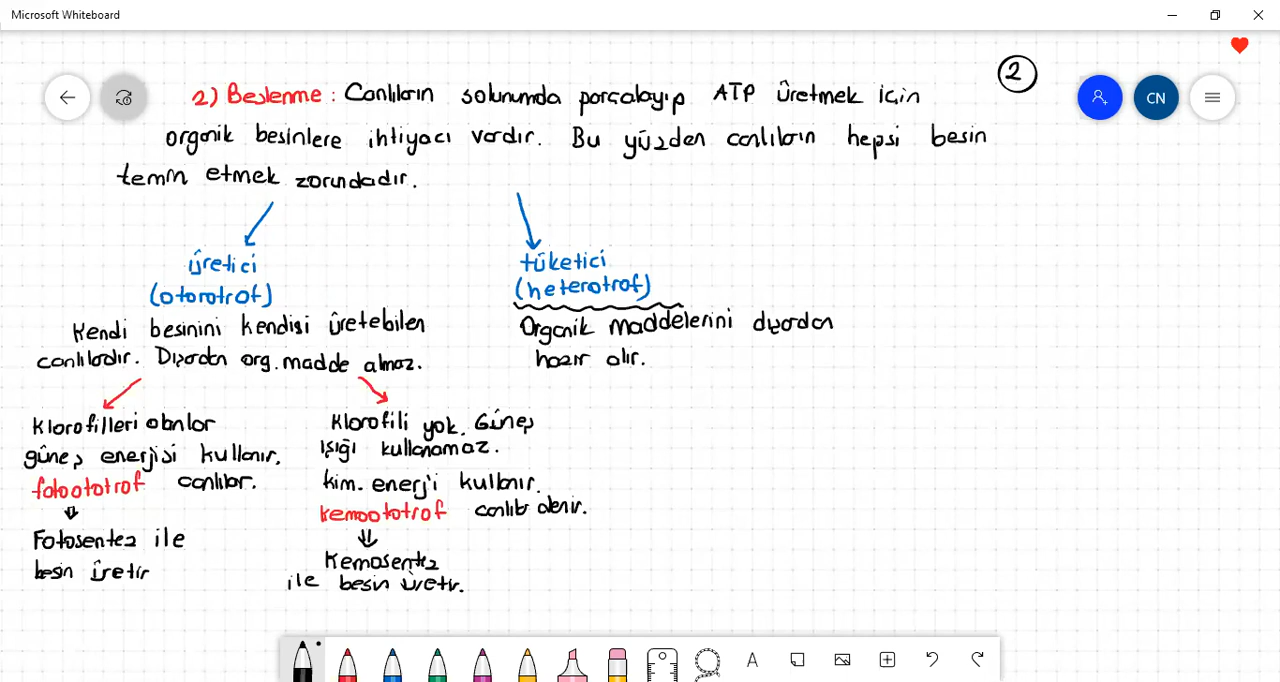 Microsoft Whiteboard
2
CN
2) Beslenme: Canlıların solunumda parçalayıp ATP üretmek için
organik besinlere ihtiyacı vardır. Bu yüzden canlıların hepsi besin
temin etmek zorundadır.
üretici
(otorotrof)
Kendi besinini kendisi üretebilen
canlılardır. Dışardan org. madde almaz.
tüketici
(heterotrof)
Organik maddelerini dışardan
hazır alır.
Klorofilleri olanlar
güneş enerjisi kullanır.
fotoototrof canlılar.
Fotosentez ile
besin üretir
Klorofili yok. Güneş
ışığı kullanamaz.
kim. enerji kullanır.
kemoototrof canlılar denir.
Kemosentez
ile besin üretir.
A